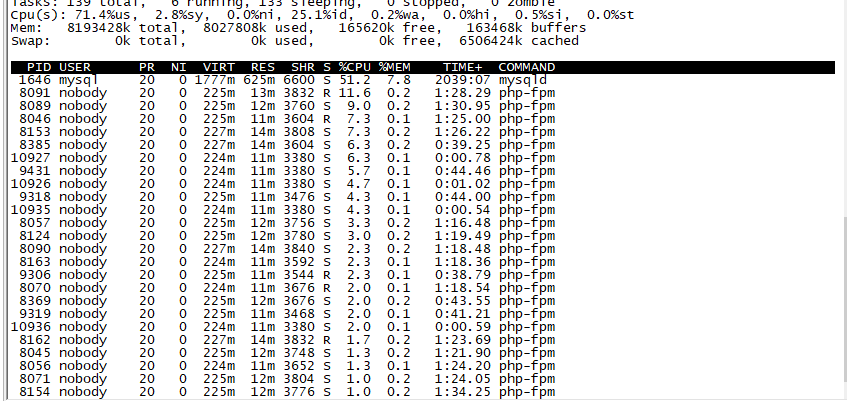 Tasks: 139 total,   6 running, 133 sleeping,   0 stopped,   0 zombie
Cpu(s): 71.4%us,  2.8%sy,  0.0%ni, 25.1%id,  0.2%wa,  0.0%hi,  0.5%si,  0.0%st
Mem:   8193428k total,  8027808k used,   165620k free,   163468k buffers
Swap:        0k total,        0k used,        0k free,  6506424k cached
PID USER      PR  NI  VIRT  RES  SHR S %CPU %MEM    TIME+  COMMAND
1646 mysql     20   0 1777m 625m 6600 S 51.2  7.8   2039:07 mysqld
8091 nobody    20   0  225m  13m 3832 R 11.6  0.2   1:28.29 php-fpm
8089 nobody    20   0  225m  12m 3760 S  9.0  0.2   1:30.95 php-fpm
8046 nobody    20   0  225m  11m 3604 R  7.3  0.1   1:25.00 php-fpm
8153 nobody    20   0  227m  14m 3808 S  7.3  0.2   1:26.22 php-fpm
8385 nobody    20   0  227m  14m 3604 S  6.3  0.2   0:39.25 php-fpm
10927 nobody    20   0  224m  11m 3380 S  6.3  0.1   0:00.78 php-fpm
9431 nobody    20   0  224m  11m 3380 S  5.7  0.1   0:44.46 php-fpm
10926 nobody    20   0  224m  11m 3380 S  4.7  0.1   0:01.02 php-fpm
9318 nobody    20   0  225m  11m 3476 S  4.3  0.1   0:44.00 php-fpm
10935 nobody    20   0  224m  11m 3380 S  4.3  0.1   0:00.54 php-fpm
8057 nobody    20   0  225m  12m 3756 S  3.3  0.2   1:16.48 php-fpm
8124 nobody    20   0  225m  12m 3780 S  3.0  0.2   1:19.49 php-fpm
8090 nobody    20   0  227m  14m 3840 S  2.3  0.2   1:18.48 php-fpm
8163 nobody    20   0  224m  11m 3592 S  2.3  0.1   1:18.36 php-fpm
9306 nobody    20   0  225m  11m 3544 R  2.3  0.1   0:38.79 php-fpm
8070 nobody    20   0  224m  11m 3676 R  2.0  0.1   1:18.54 php-fpm
8369 nobody    20   0  225m  12m 3676 S  2.0  0.2   0:43.55 php-fpm
9319 nobody    20   0  225m  11m 3468 S  2.0  0.1   0:41.21 php-fpm
10936 nobody    20   0  224m  11m 3380 S  2.0  0.1   0:00.59 php-fpm
8162 nobody    20   0  227m  14m 3832 R  1.7  0.2   1:23.69 php-fpm
8045 nobody    20   0  225m  12m 3748 S  1.3  0.2   1:21.90 php-fpm
8056 nobody    20   0  224m  11m 3652 S  1.3  0.1   1:24.20 php-fpm
8071 nobody    20   0  225m  12m 3804 S  1.0  0.2   1:24.05 php-fpm
8154 nobody    20   0  225m  12m 3776 S  1.0  0.2   1:34.25 php-fpm